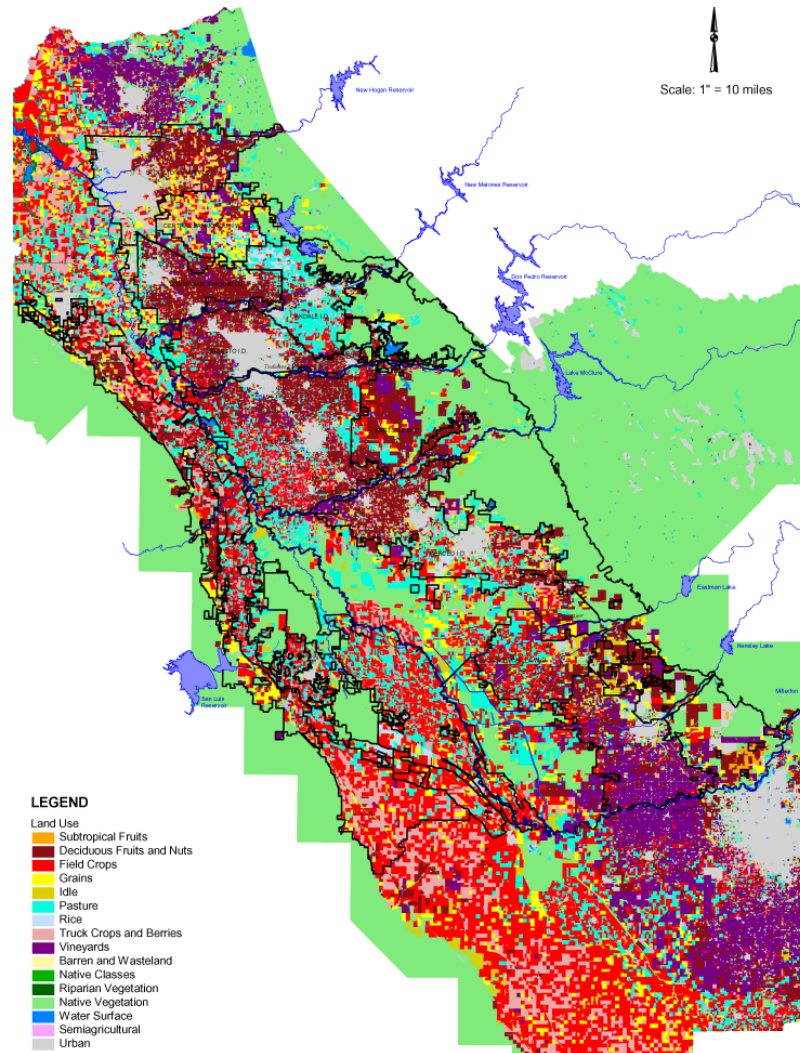 Scale: 1" = 10 miles
New Hogan Reservoir
New Melones Reservoir
Don Pedro Reservoir
Lake McClure
Eastman Lake
Hensley Lake
Millerton
San Luis
Reservoir
LEGEND
Land Use
Subtropical Fruits
Deciduous Fruits and Nuts
Field Crops
Grains
Idle
Pasture
Rice
Truck Crops and Berries
Vineyards
Barren and Wasteland
Native Classes
Riparian Vegetation
Native Vegetation
Water Surface
Semiagricultural
Urban